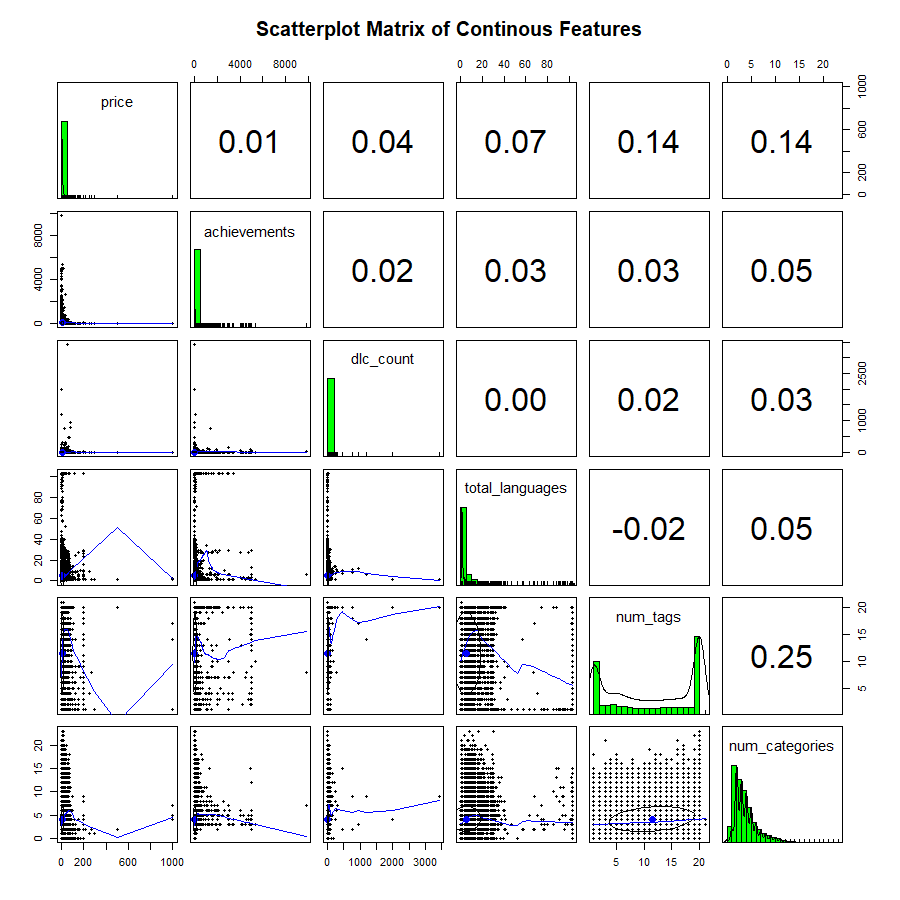 Scatterplot Matrix of Continous Features
0 4000 8000
0 20 40 60 80
0 5 10 15 20
price
0.01
0.04
0.07
0.14
0.14
0 200 600 1000
0 4000 8000
achievements
0.02
0.03
0.03
0.05
dlc_count
0.00
0.02
0.03
0 1000 2500
0 20 40 60 80
total_languages
-0.02
0.05
num_tags
0.25
5 10 15 20
0 5 10 15 20
num_categories
0 200 600 1000
0 1000 2000 3000
5 10 15 20